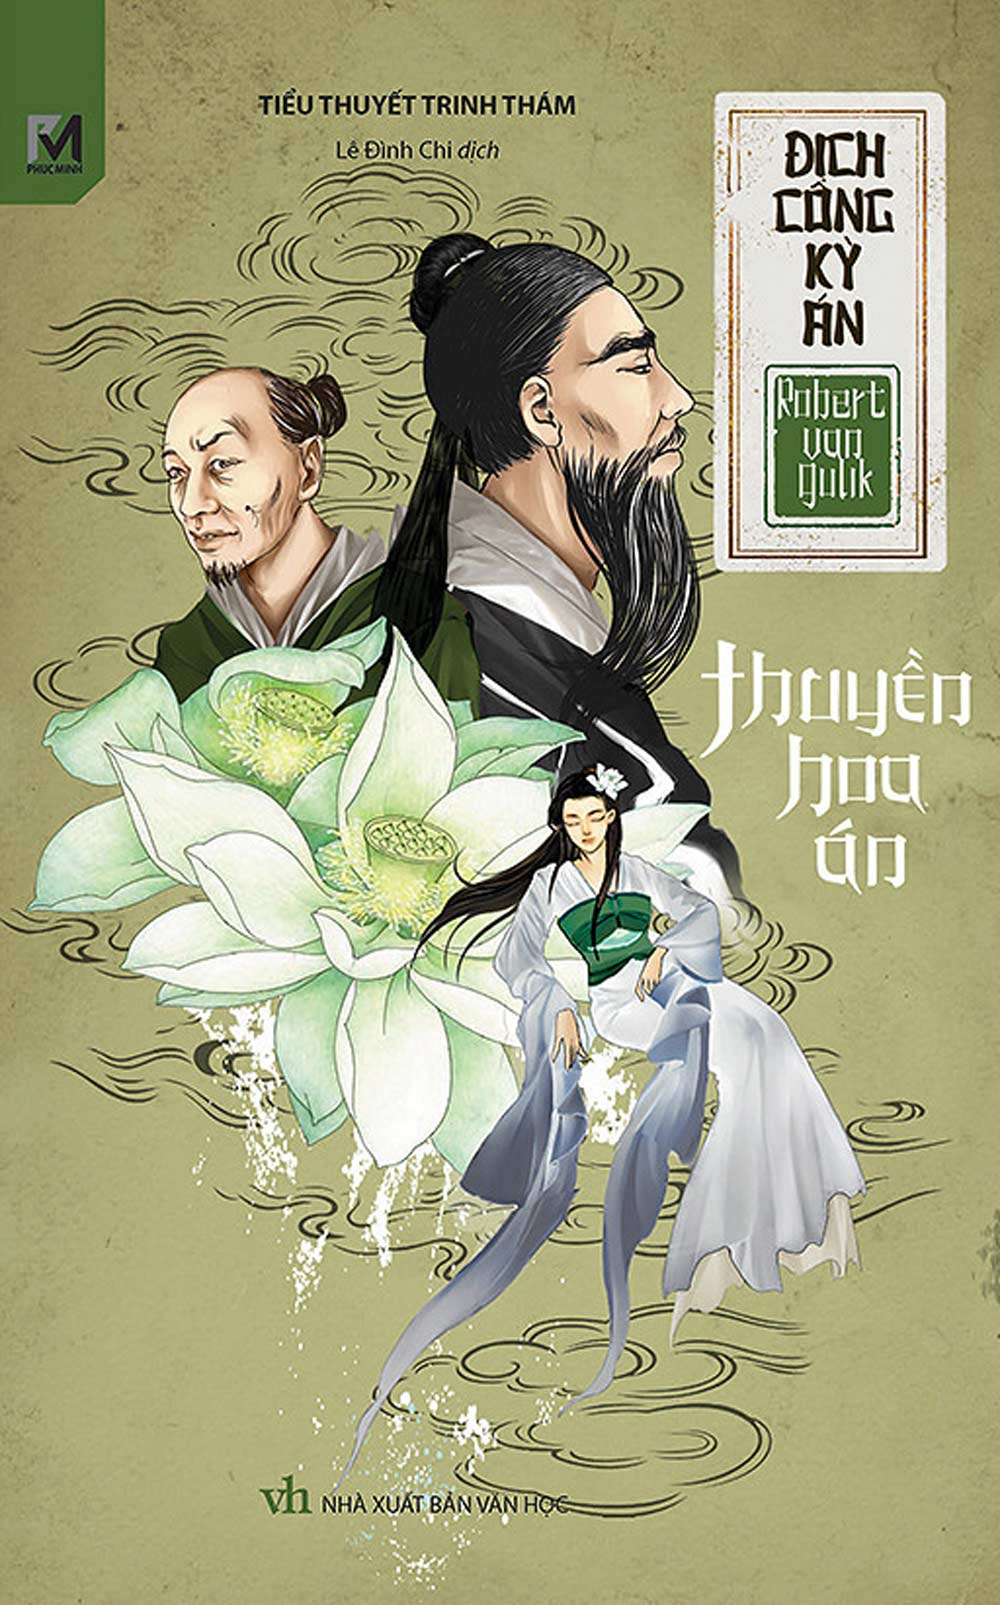 PHUC MINH
TIỂU THUYẾT TRINH THÁM
Lê Đình Chi dịch
ĐỊCH
CÔNG
KỲ
ÁN
Robert
van
gulik
thuyền
hoa
án
vh NHÀ XUẤT BẢN VĂN HỌC